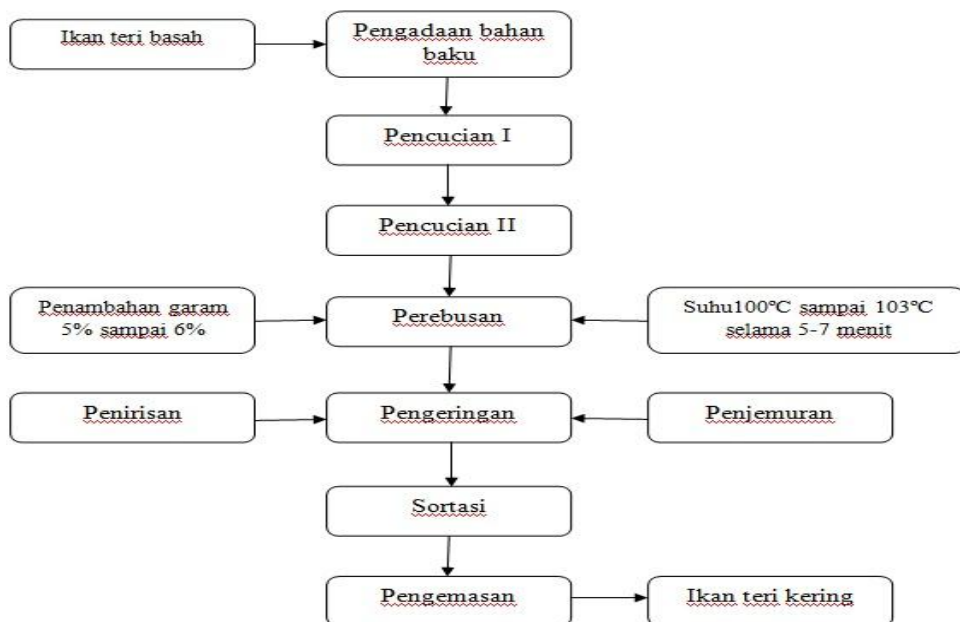 Ikan teri basah
Pengadaan bahan
baku
Pencucian I
Pencucian II
Penambahan garam
5% sampai 6%
Perebusan
Suhu100°C sampai 103°C
selama 5-7 menit
Penirisan
Pengeringan
Penjemuran
Sortasi
Pengemasan
Ikan teri kering